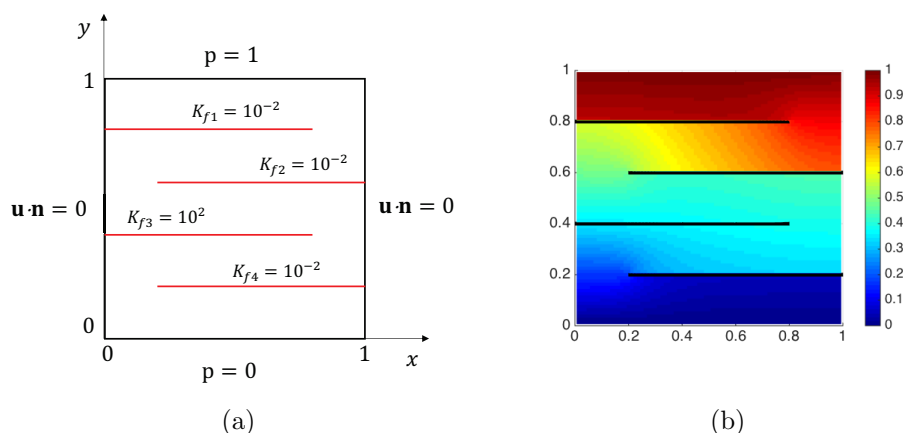 y
p = 1
1
K_{f1} = 10^{-2}
K_{f2} = 10^{-2}
u·n = 0
K_{f3} = 10^{2}
u·n = 0
K_{f4} = 10^{-2}
0
0
1
x
p = 0
(a)
1
0.8
0.6
0.4
0.2
0
0 0.2 0.4 0.6 0.8 1
1
0.9
0.8
0.7
0.6
0.5
0.4
0.3
0.2
0.1
0
(b)